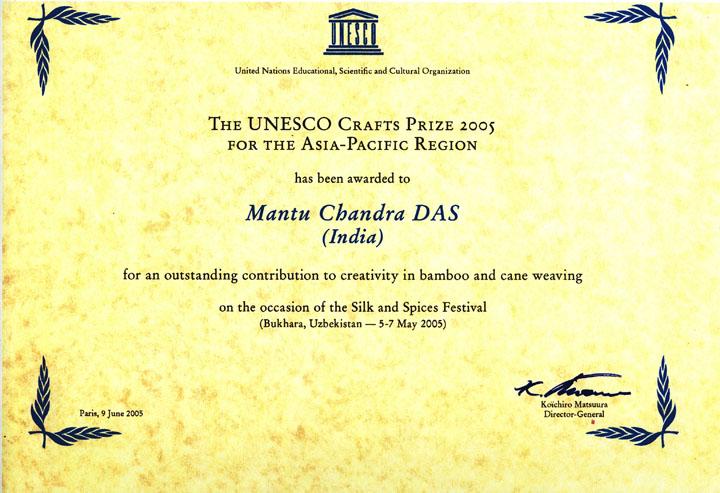 UNESCO
United Nations Educational, Scientific and Cultural Organization
THE UNESCO CRAFTS PRIZE 2005
FOR THE ASIA-PACIFIC REGION
has been awarded to
Mantu Chandra DAS
(India)
for an outstanding contribution to creativity in bamboo and cane weaving
on the occasion of the Silk and Spices Festival
(Bukhara, Uzbekistan — 5-7 May 2005)
Paris, 9 June 2005
Koïchiro Matsuura
Director-General